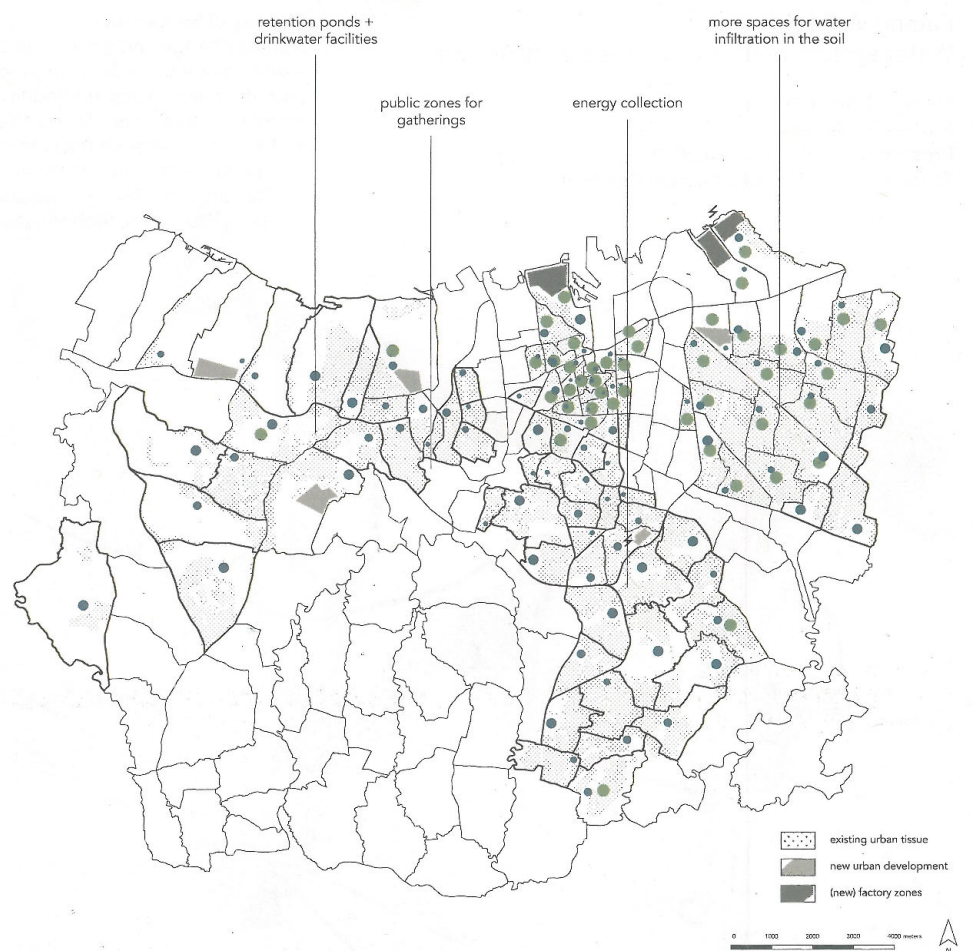 retention ponds +
drinkwater facilities
more spaces for water
infiltration in the soil
public zones for
gatherings
energy collection
existing urban tissue
new urban development
(new) factory zones
0 1000 2000 3000 4000 meters
N